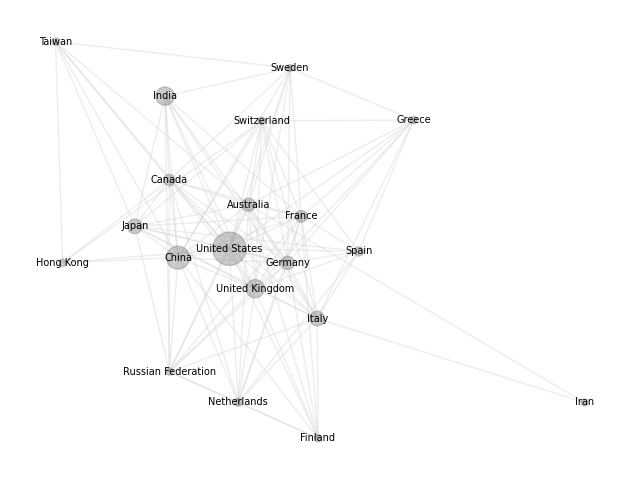 Taiwan
Sweden
India
Switzerland
Greece
Canada
Australia
France
Japan
United States
Spain
China
Hong Kong
Germany
United Kingdom
Italy
Russian Federation
Netherlands
Iran
Finland